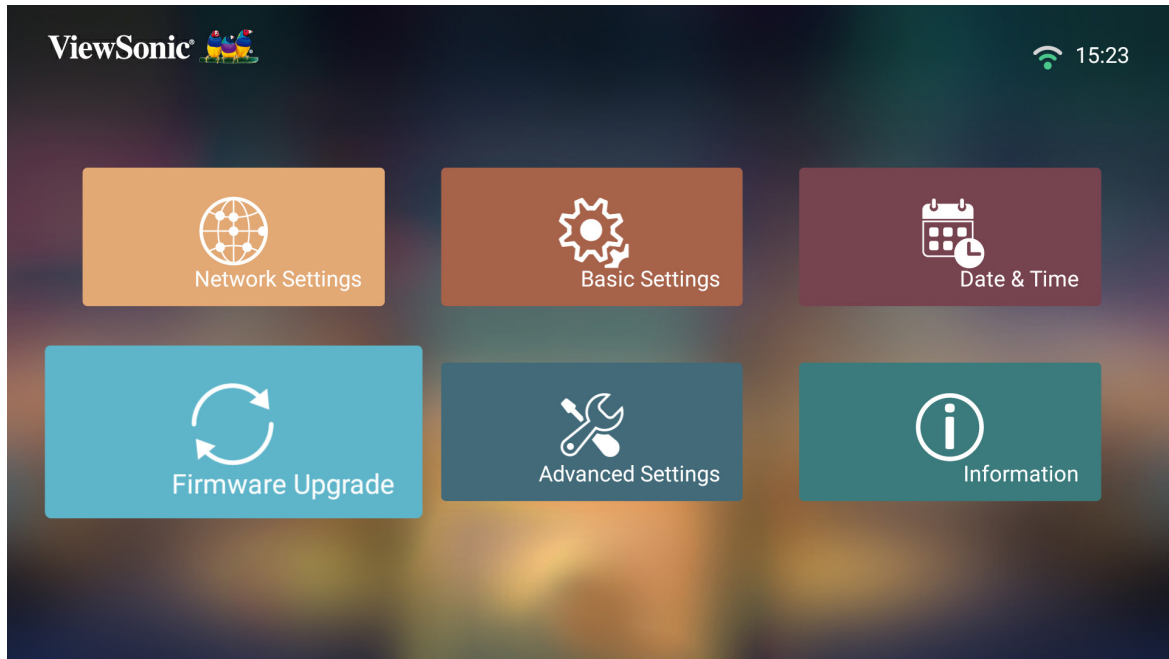 ViewSonic®
15:23
Network Settings
Basic Settings
Date & Time
Firmware Upgrade
Advanced Settings
Information